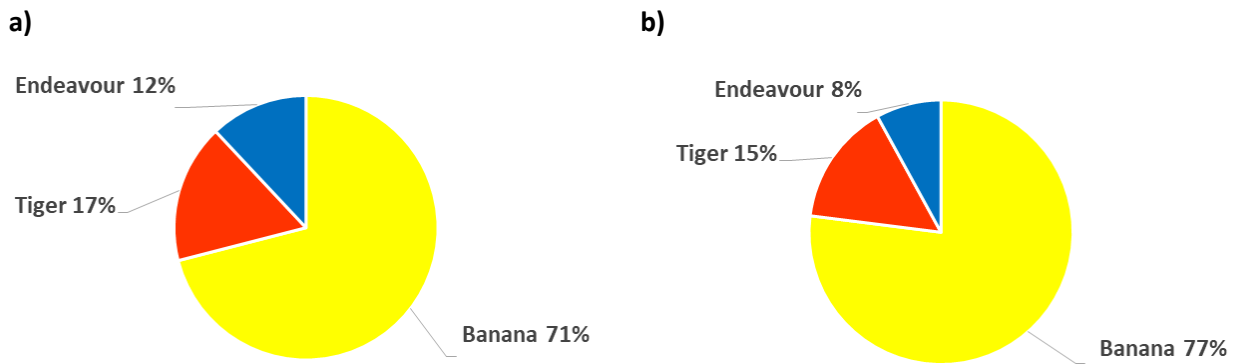 a)
Endeavour 12%
Tiger 17%
Banana 71%
b)
Endeavour 8%
Tiger 15%
Banana 77%